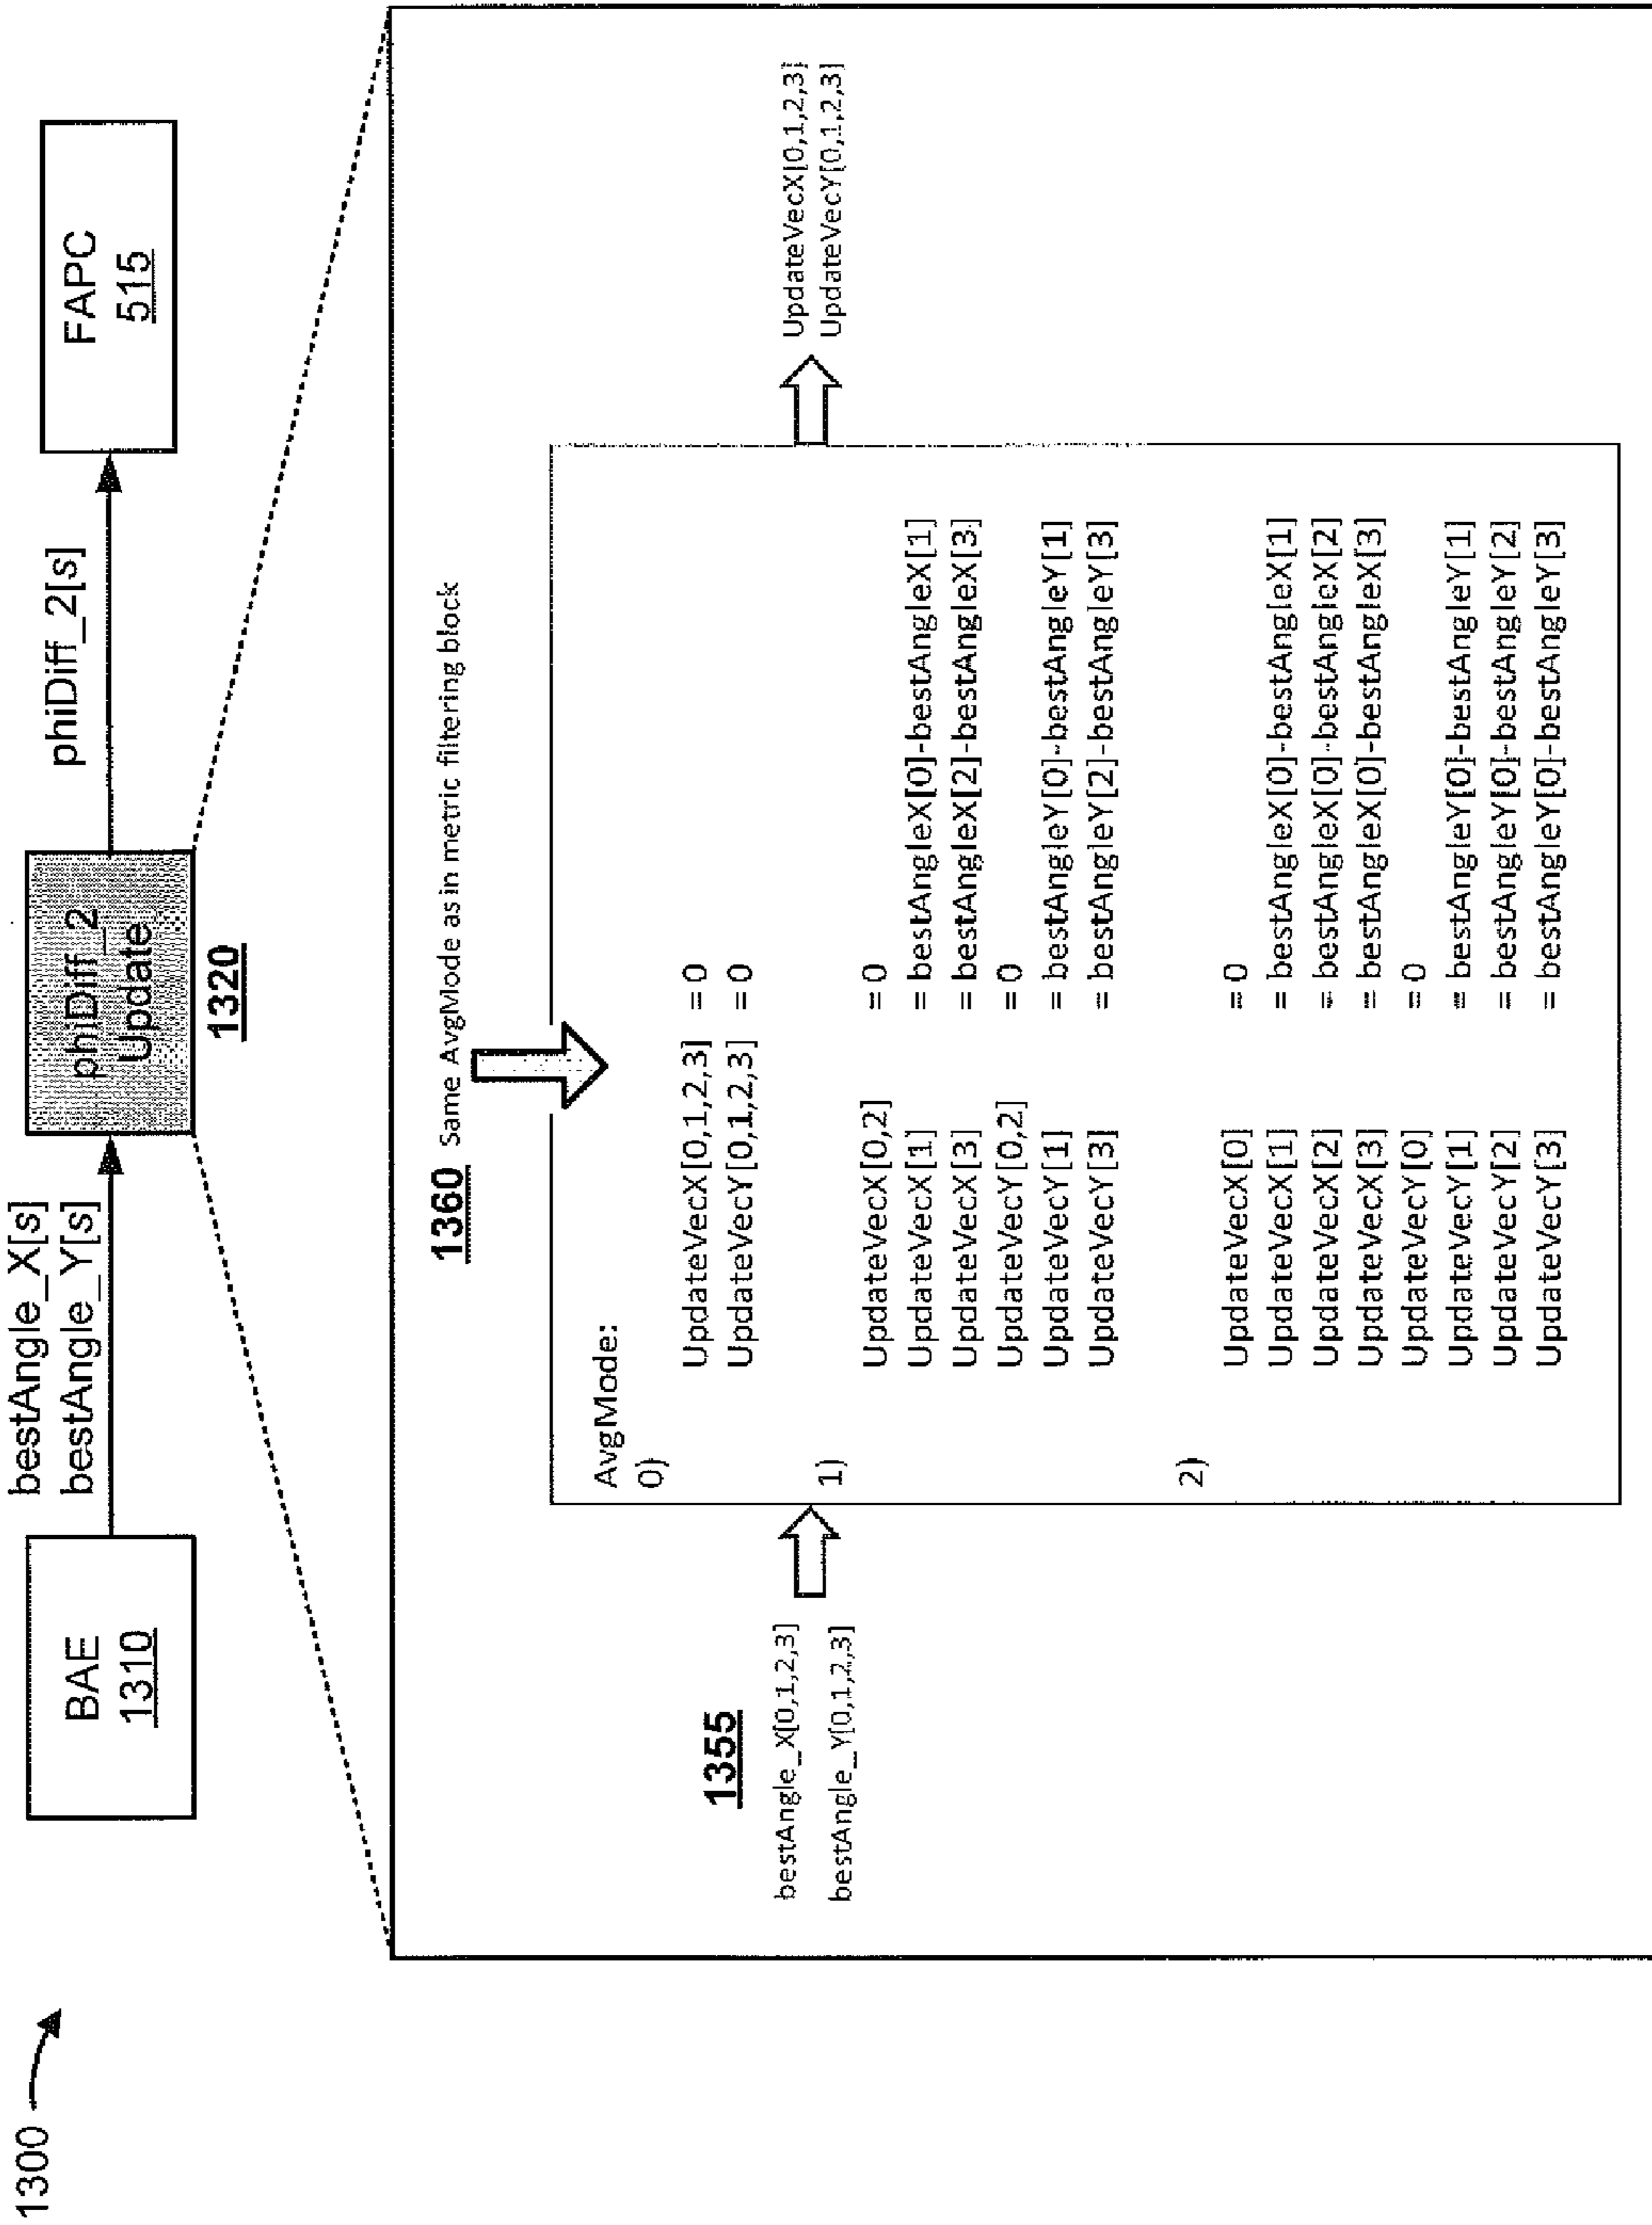 1300
bestAngle_X[s]
bestAngle_Y[s]
phiDiff_2[s]
BAE
1310
phiDiff_2
Update
FAPC
515
1320
1360 Same AvgMode as in metric filtering block
1355
bestAngle_X[0,1,2,3]
bestAngle_Y[0,1,2,3]
AvgMode:
0)
UpdateVecX[0,1,2,3] = 0
UpdateVecY[0,1,2,3] = 0
1)
UpdateVecX[0,2] = 0
UpdateVecX[1] = bestAngleX[0]-bestAngleX[1]
UpdateVecX[3] = bestAngleX[2]-bestAngleX[3]
UpdateVecY[0,2] = 0
UpdateVecY[1] = bestAngleY[0]-bestAngleY[1]
UpdateVecY[3] = bestAngleY[2]-bestAngleY[3]
2)
UpdateVecX[0] = 0
UpdateVecX[1] = bestAngleX[0]-bestAngleX[1]
UpdateVecX[2] = bestAngleX[0]-bestAngleX[2]
UpdateVecX[3] = bestAngleX[0]-bestAngleX[3]
UpdateVecY[0] = 0
UpdateVecY[1] = bestAngleY[0]-bestAngleY[1]
UpdateVecY[2] = bestAngleY[0]-bestAngleY[2]
UpdateVecY[3] = bestAngleY[0]-bestAngleY[3]
UpdateVecX[0,1,2,3]
UpdateVecY[0,1,2,3]